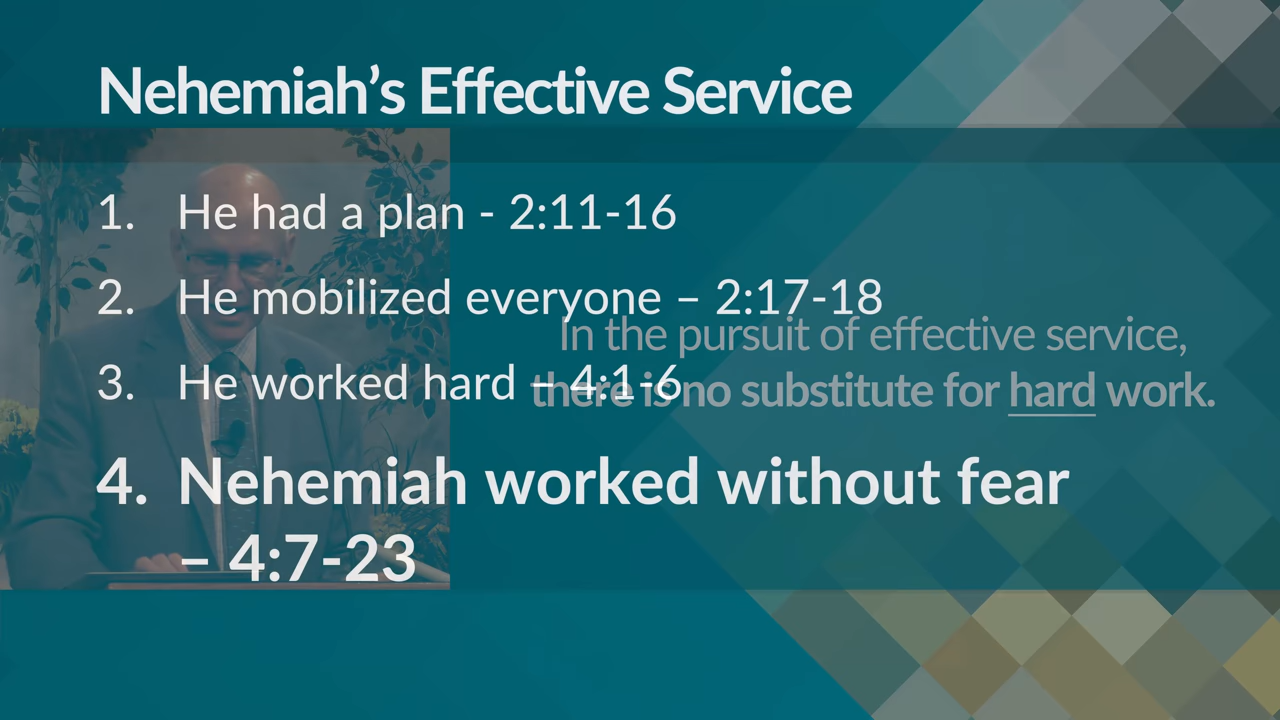 Nehemiah’s Effective Service
1. He had a plan - 2:11-16
2. He mobilized everyone – 2:17-18
In the pursuit of effective service,
3. He worked hard – 4:1-6
there is no substitute for hard work.
4. Nehemiah worked without fear
– 4:7-23